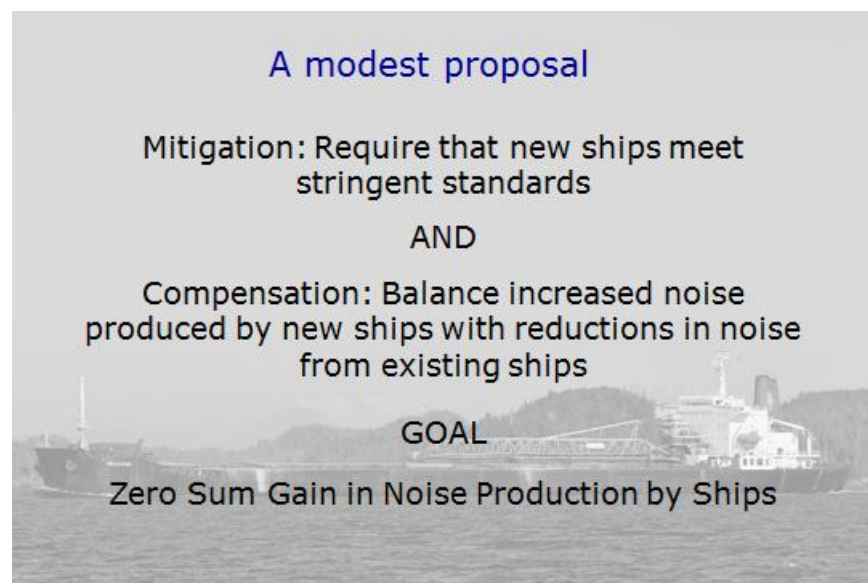 A modest proposal
Mitigation: Require that new ships meet
stringent standards
AND
Compensation: Balance increased noise
produced by new ships with reductions in noise
from existing ships
GOAL
Zero Sum Gain in Noise Production by Ships